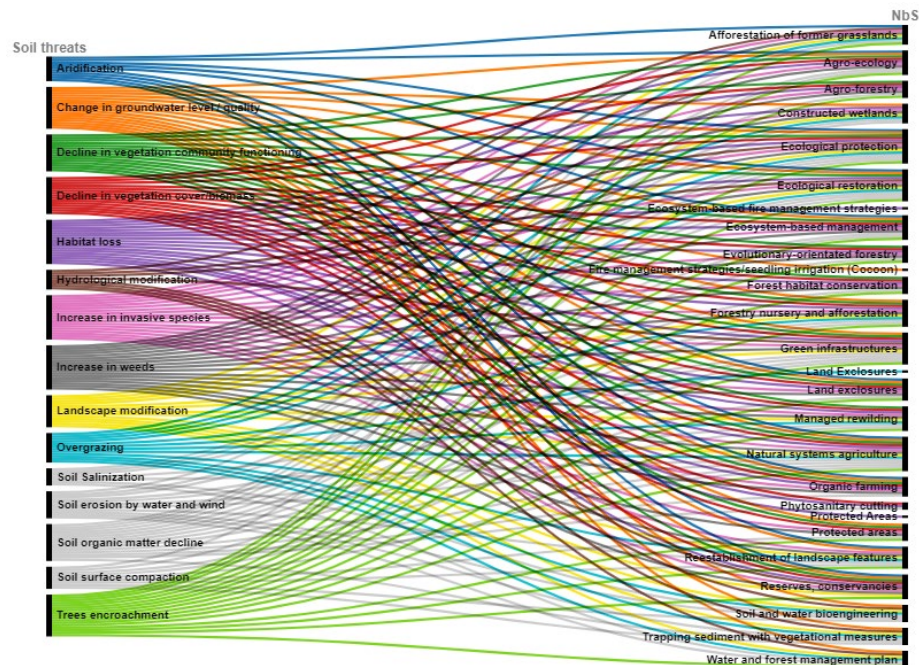 NbS
Soil threats
Aridification
Change in groundwater level / quality
Decline in vegetation community functioning
Decline in vegetation cover/biomass
Habitat loss
Hydrological modification
Increase in invasive species
Increase in weeds
Landscape modification
Overgrazing
Soil Salinization
Soil erosion by water and wind
Soil organic matter decline
Soil surface compaction
Trees encroachment
Afforestation of former grasslands
Agro-ecology
Agro-forestry
Constructed wetlands
Ecological protection
Ecological restoration
Ecosystem-based fire management strategies
Ecosystem-based management
Evolutionary-orientated forestry
Fire management strategies/seedling irrigation (Cocoon)
Forest habitat conservation
Forestry nursery and afforestation
Green infrastructures
Land Exclosures
Land exclosures
Managed rewilding
Natural systems agriculture
Organic farming
Phytosanitary cutting
Protected Areas
Protected areas
Reestablishment of landscape features
Reserves, conservancies
Soil and water bioengineering
Trapping sediment with vegetational measures
Water and forest management plan